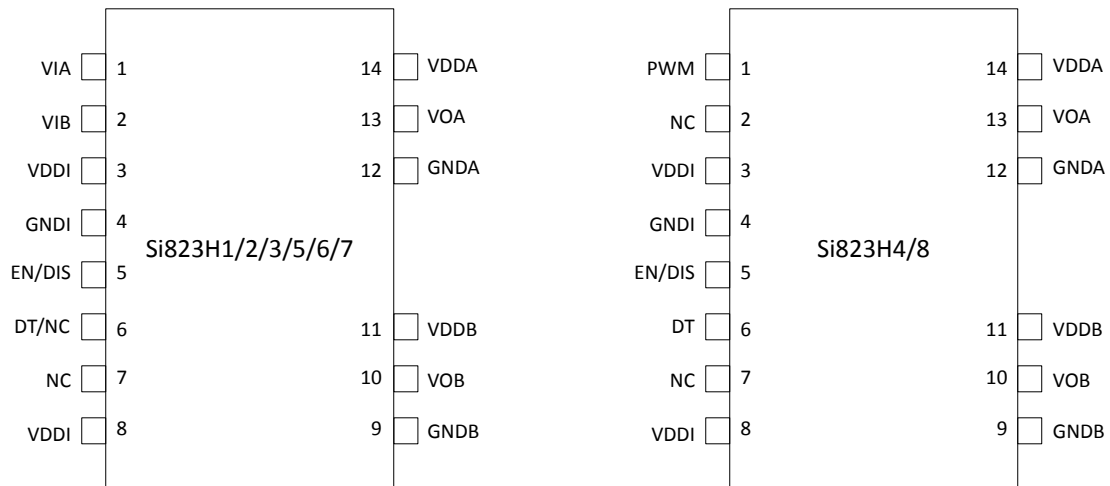 VIA 1 14 VDDA
VIB 2 13 VOA
VDDI 3 12 GNDA
GNDI 4
Si823H1/2/3/5/6/7
EN/DIS 5
DT/NC 6 11 VDDB
NC 7 10 VOB
VDDI 8 9 GNDB
PWM 1 14 VDDA
NC 2 13 VOA
VDDI 3 12 GNDA
GNDI 4
Si823H4/8
EN/DIS 5
DT 6 11 VDDB
NC 7 10 VOB
VDDI 8 9 GNDB